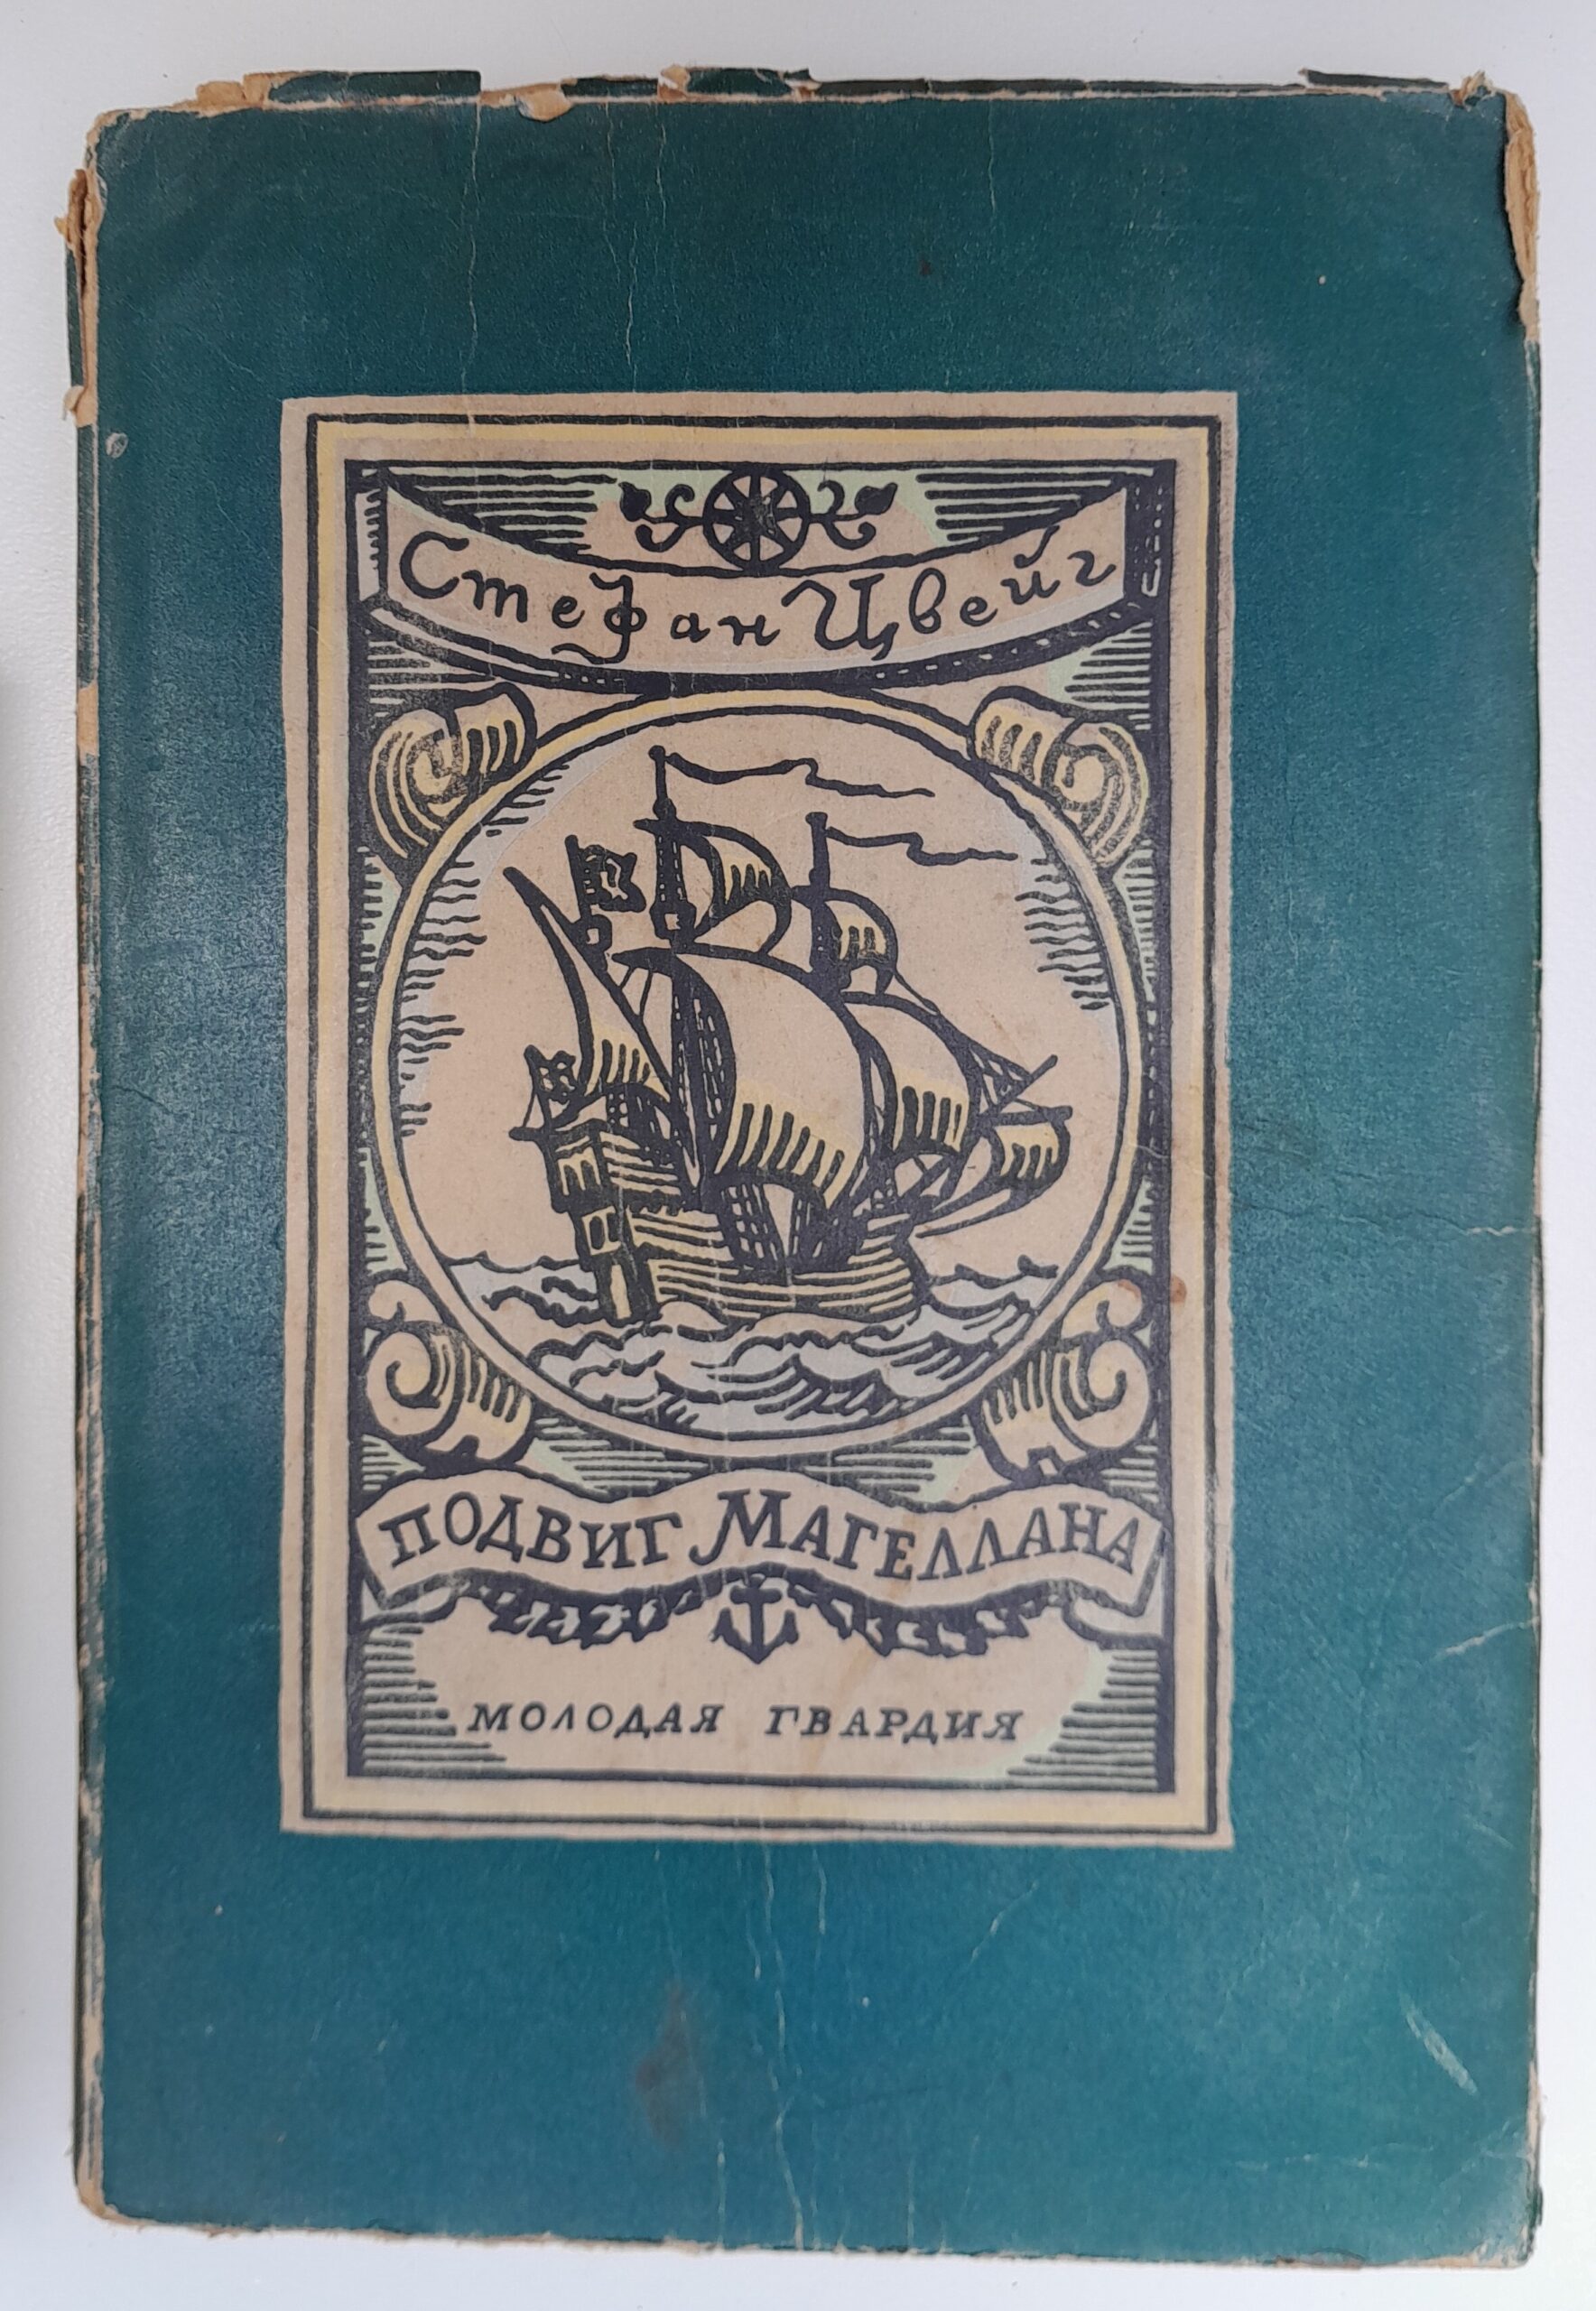 Стефан Цвейг
ПОДВИГ МАГЕЛЛАНА
МОЛОДАЯ ГВАРДИЯ